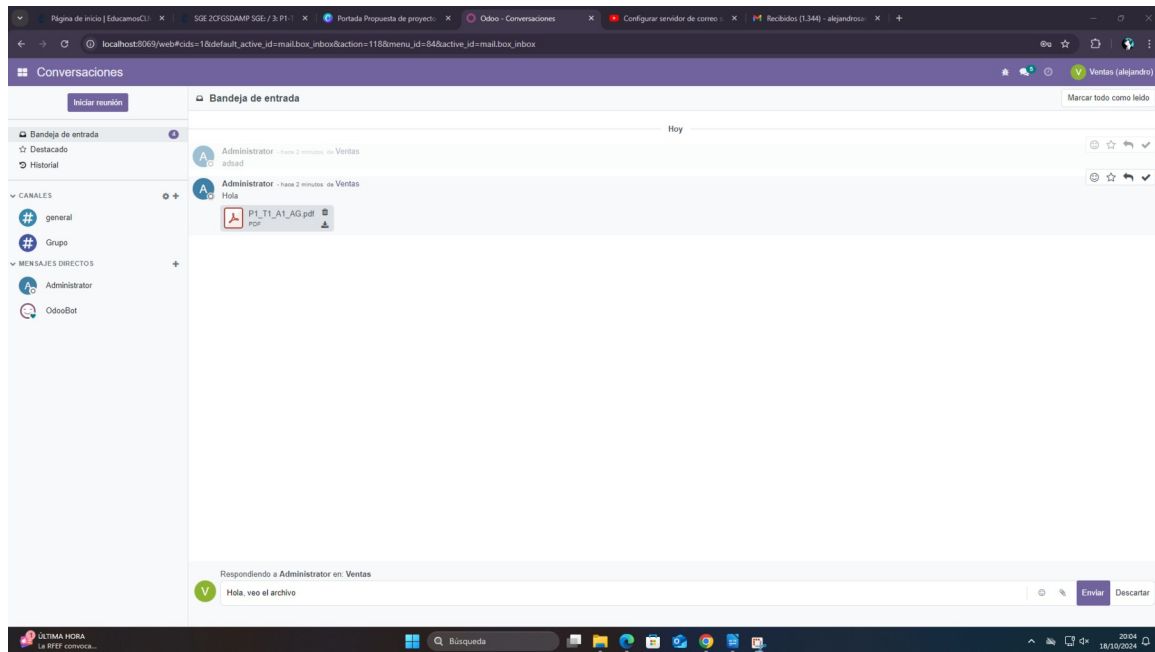 Página de inicio | EducamosCL
SGE 2CFGSDAMP SGE: / 3: P1-
Portada Propuesta de proyecto
Odoo - Conversaciones
Configurar servidor de correo
Recibidos (1.344) - alejandrosa
localhost:8069/web#cids=1&default_active_id=mail.box_inbox&action=118&menu_id=84&active_id=mail.box_inbox
Conversaciones
5
V
Ventas (alejandro)
Iniciar reunión
Bandeja de entrada
Marcar todo como leído
Bandeja de entrada
4
Destacado
Historial
Hoy
A
Administrator - hace 2 minutos de Ventas
adsad
A
Administrator - hace 2 minutos de Ventas
Hola
P1_T1_A1_AG.pdf
PDF
CANALES
general
Grupo
MENSAJES DIRECTOS
A
Administrator
OdooBot
Respondiendo a Administrator en: Ventas
V
Hola, veo el archivo
Enviar
Descartar
ÚLTIMA HORA
La RFEF convoca...
Búsqueda
20:04
18/10/2024